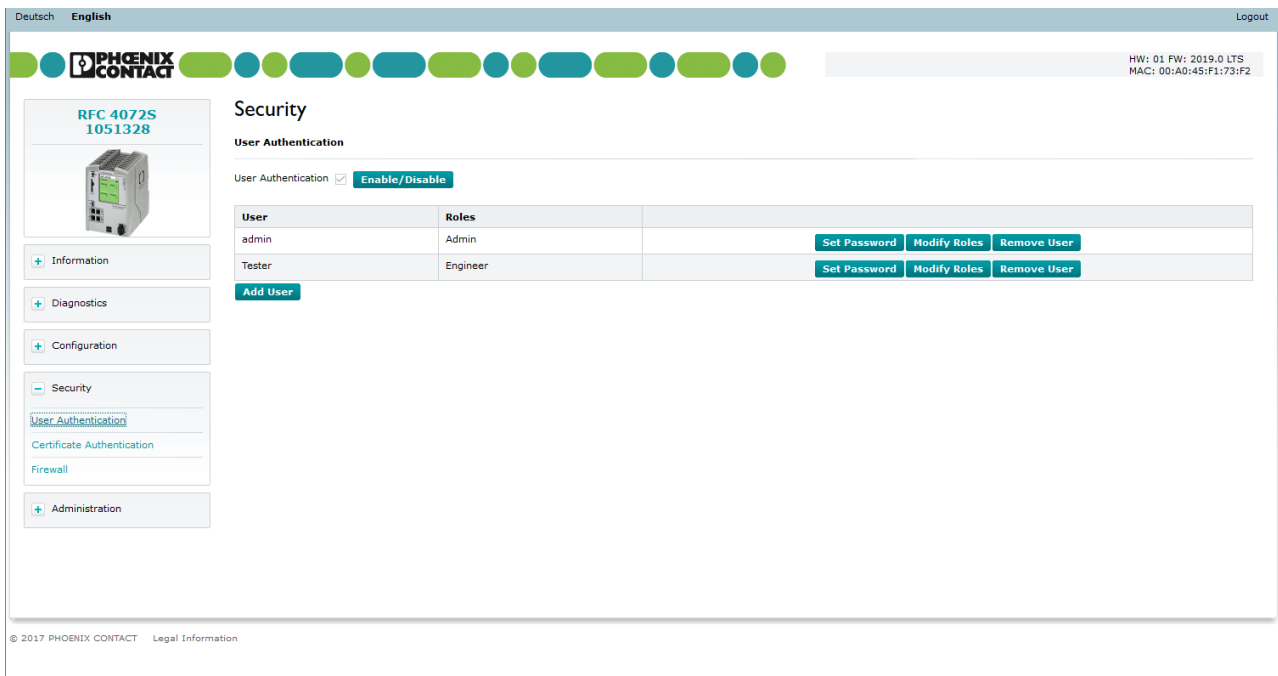 Deutsch English Logout
PHŒNIX
CONTACT
HW: 01 FW: 2019.0 LTS
MAC: 00:A0:45:F1:73:F2
RFC 4072S
1051328
Information
Diagnostics
Configuration
Security
User Authentication
Certificate Authentication
Firewall
Administration
Security
User Authentication
User Authentication Enable/Disable
User Roles
admin Admin Set Password Modify Roles Remove User
Tester Engineer Set Password Modify Roles Remove User
Add User
© 2017 PHOENIX CONTACT Legal Information